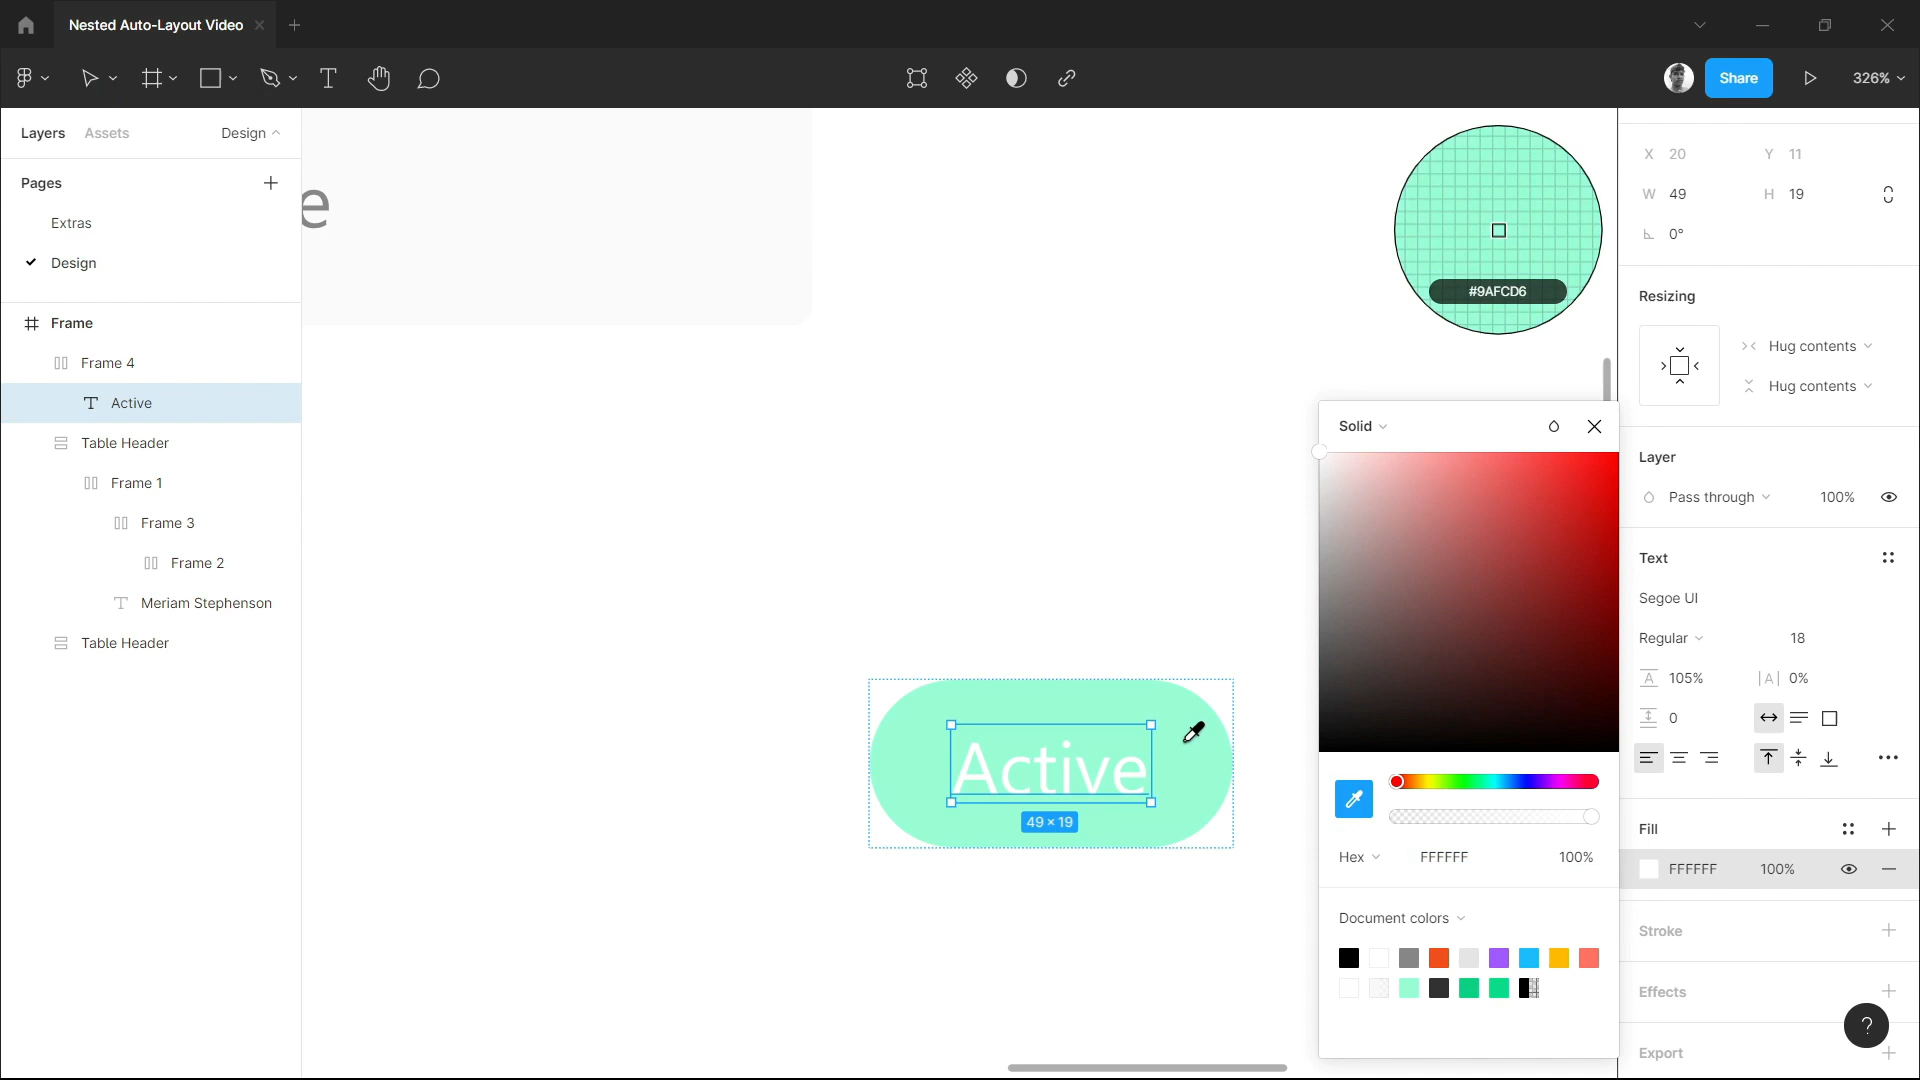 Nested Auto-Layout Video
Share
326%
Layers
Assets
Design
Pages
Extras
Design
Frame
Frame 4
Active
Table Header
Frame 1
Frame 3
Frame 2
Meriam Stephenson
Table Header
e
#9AFCD6
Active
49 × 19
Solid
Hex
FFFFFF
100%
Document colors
X 20
Y 11
W 49
H 19
0°
Resizing
Hug contents
Hug contents
Layer
Pass through
100%
Text
Segoe UI
Regular
18
A 105%
|A| 0%
0
Fill
FFFFFF
100%
Stroke
Effects
?
Export